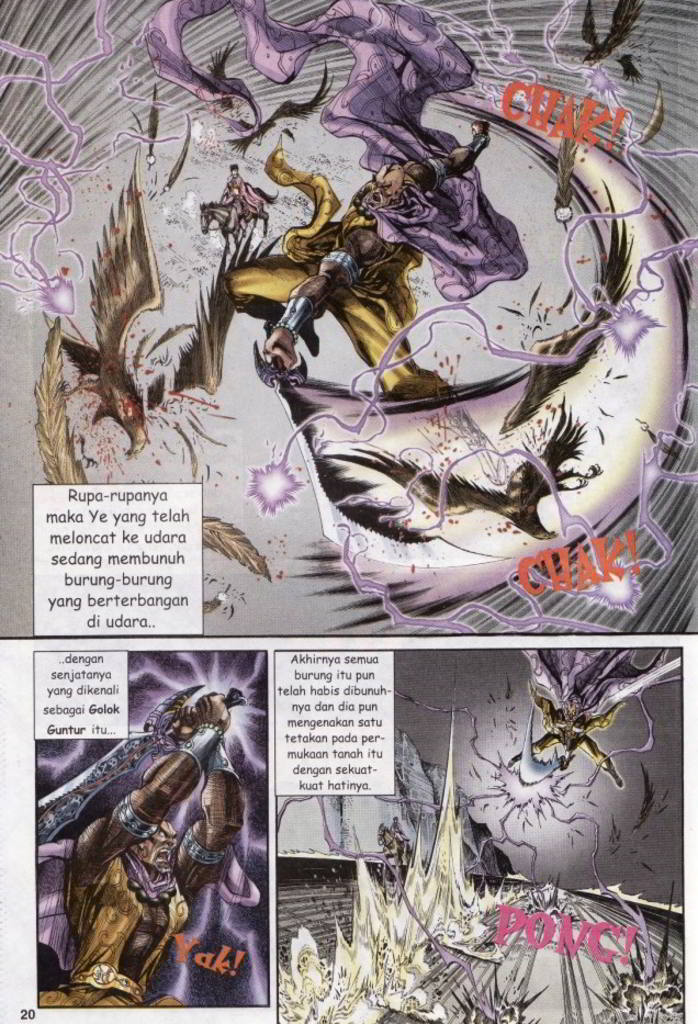 CHAK!
CHAK!
Rupa-rupanya
maka Ye yang telah
meloncat ke udara
sedang membunuh
burung-burung
yang berterbangan
di udara..
..dengan
senjatanya
yang dikenali
sebagai Golok
Guntur itu...
Yak!
Akhirnya semua
burung itu pun
telah habis dibunuh-
nya dan dia pun
mengenakan satu
tetakan pada per-
mukaan tanah itu
dengan sekuat-
kuat hatinya.
PONG!
20